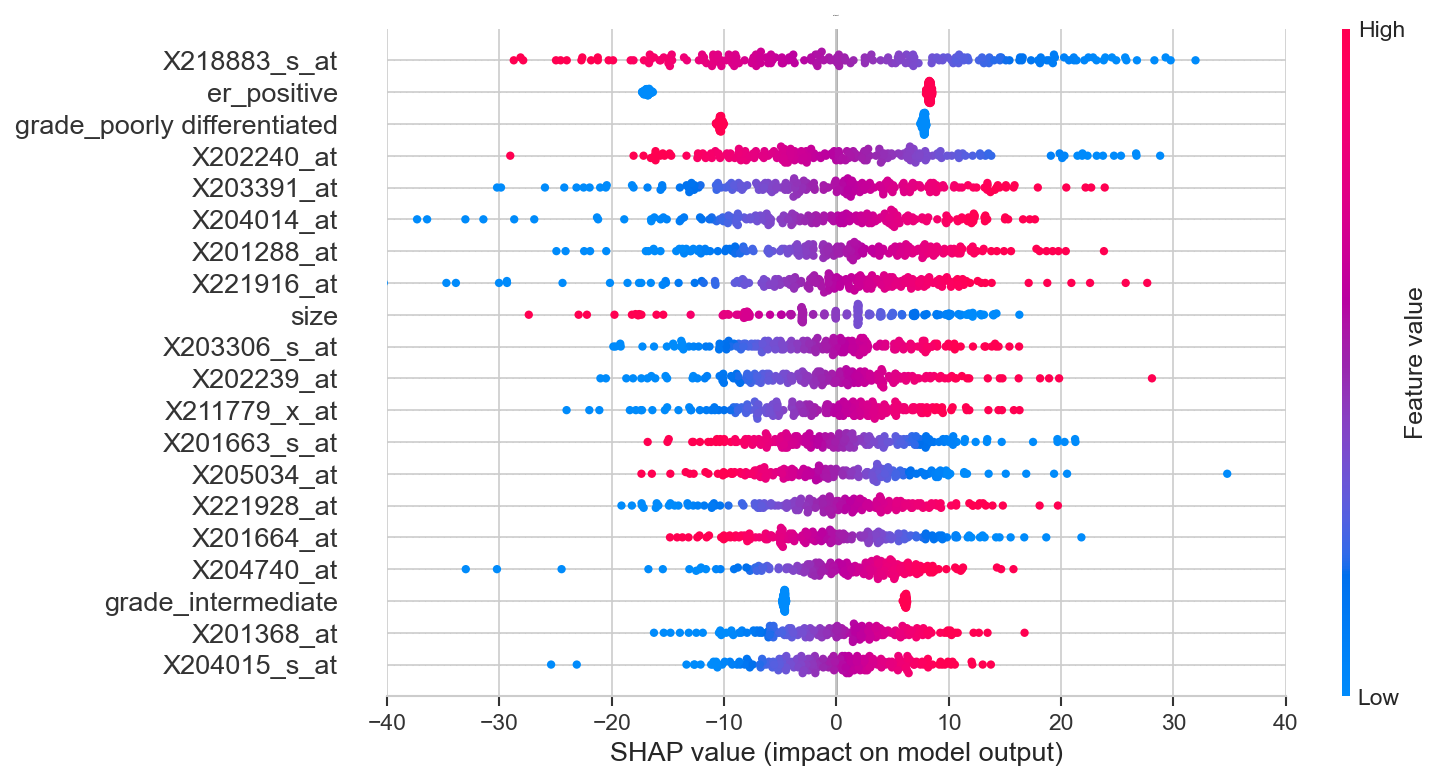 High
X218883_s_at
er_positive
grade_poorly differentiated
X202240_at
X203391_at
X204014_at
X201288_at
X221916_at
size
X203306_s_at
X202239_at
X211779_x_at
X201663_s_at
X205034_at
X221928_at
X201664_at
X204740_at
grade_intermediate
X201368_at
X204015_s_at
Feature value
Low
−40 −30 −20 −10 0 10 20 30 40
SHAP value (impact on model output)